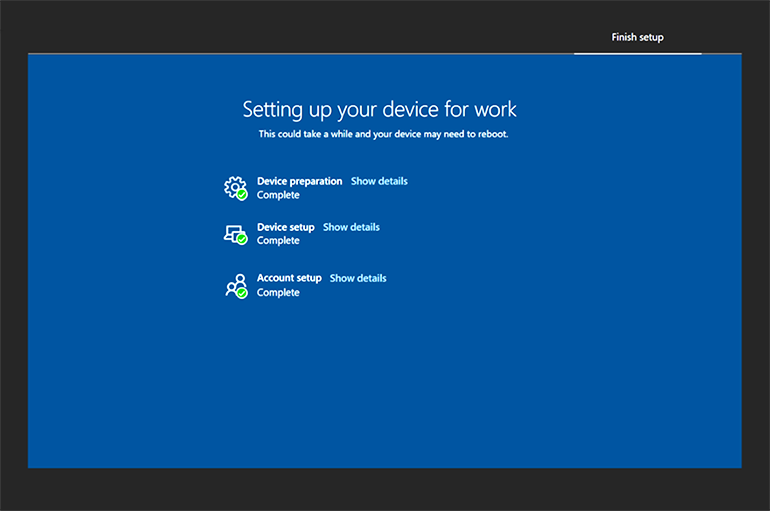 Finish setup
Setting up your device for work
This could take a while and your device may need to reboot.
Device preparation Show details
Complete
Device setup Show details
Complete
Account setup Show details
Complete